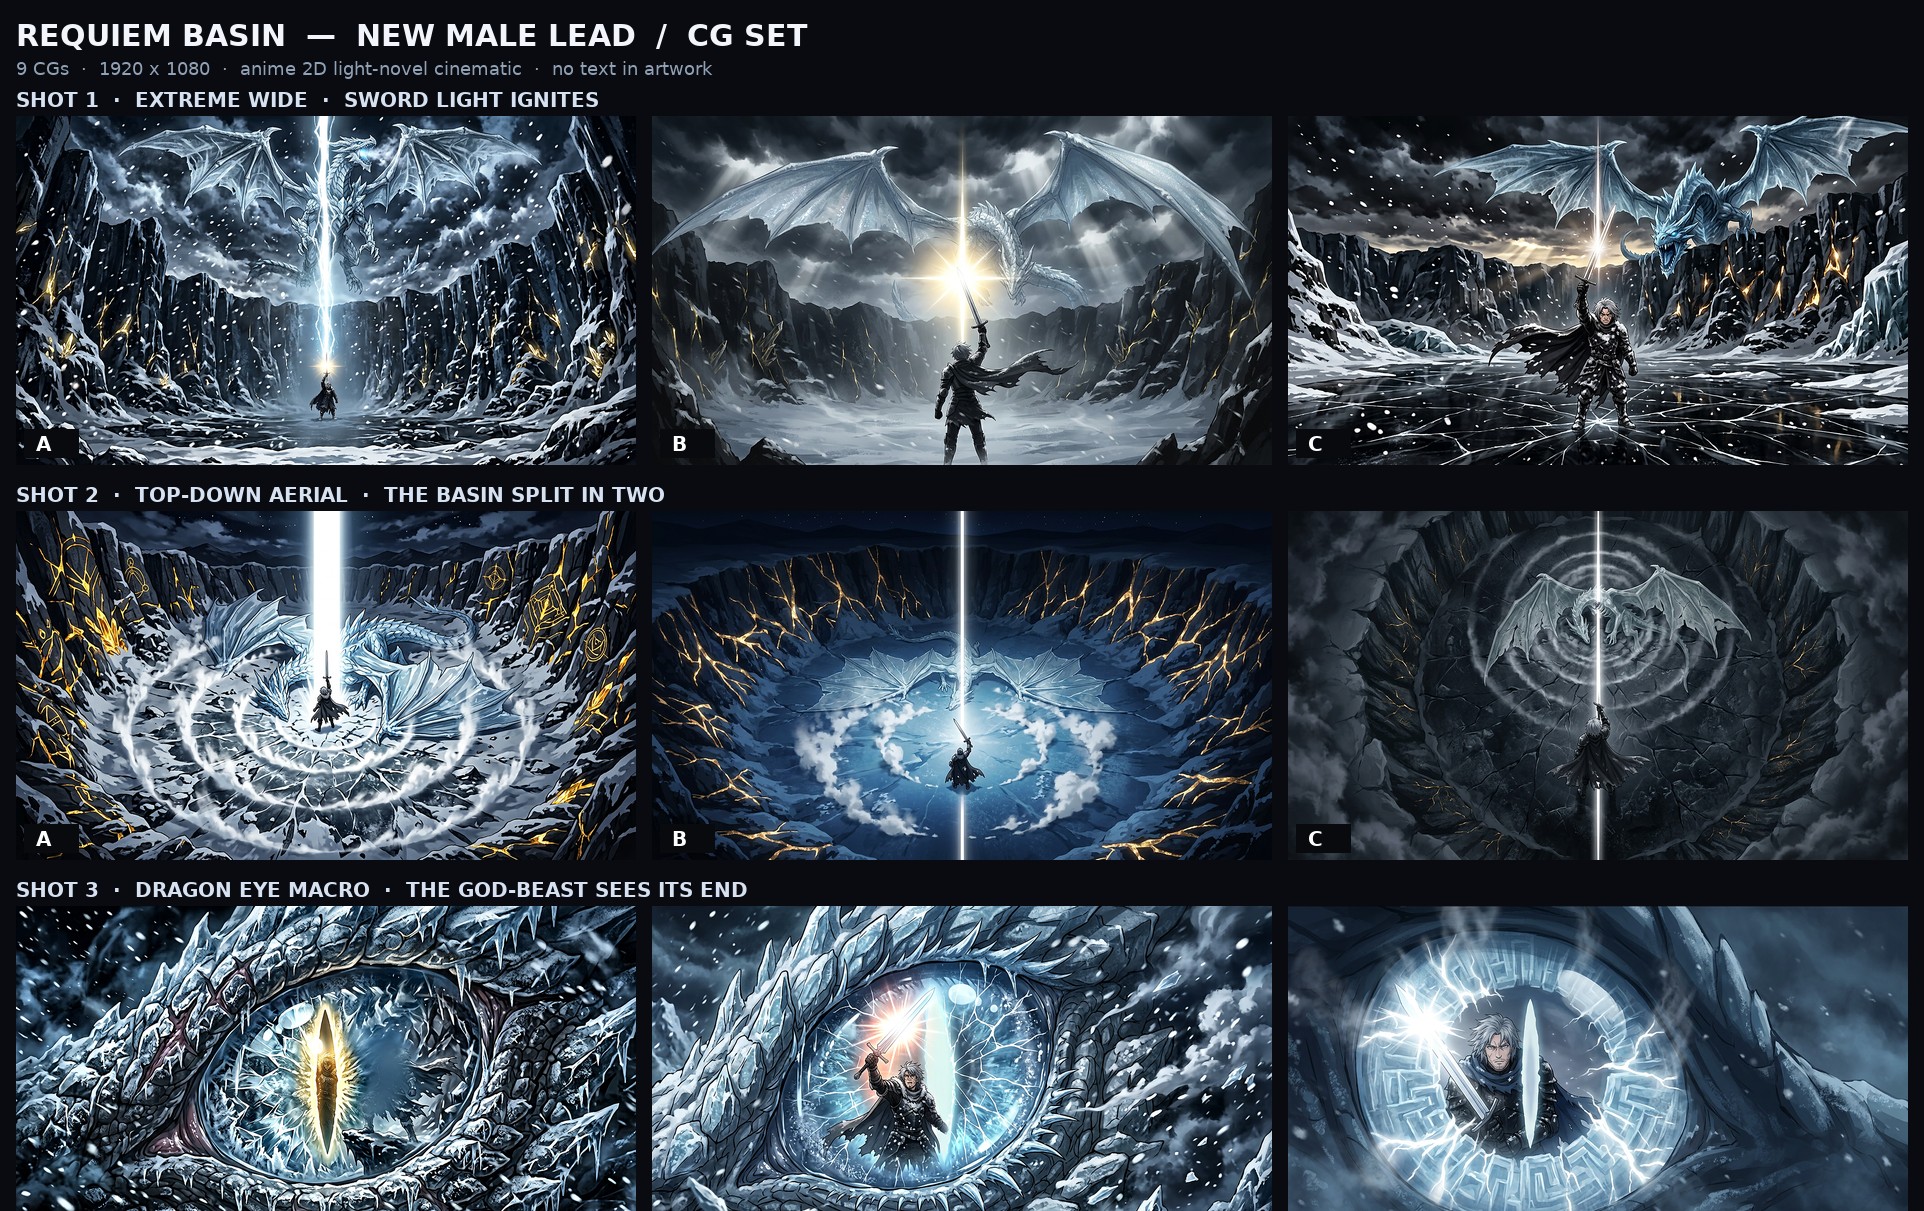 REQUIEM BASIN — NEW MALE LEAD / CG SET
9 CGs · 1920 x 1080 · anime 2D light-novel cinematic · no text in artwork
SHOT 1 · EXTREME WIDE · SWORD LIGHT IGNITES
A
B
C
SHOT 2 · TOP-DOWN AERIAL · THE BASIN SPLIT IN TWO
A
B
C
SHOT 3 · DRAGON EYE MACRO · THE GOD-BEAST SEES ITS END